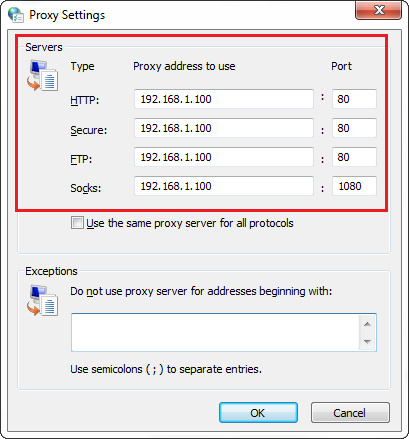 Proxy Settings
Servers
Type Proxy address to use Port
HTTP: 192.168.1.100 : 80
Secure: 192.168.1.100 : 80
FTP: 192.168.1.100 : 80
Socks: 192.168.1.100 : 1080
Use the same proxy server for all protocols
Exceptions
Do not use proxy server for addresses beginning with:
Use semicolons ( ; ) to separate entries.
OK Cancel